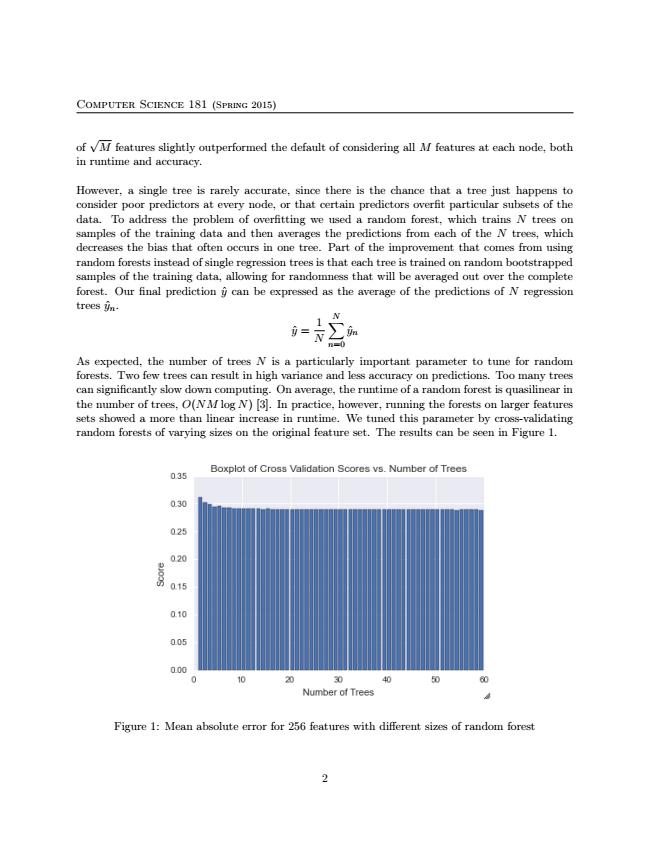 COMPUTER SCIENCE 181 (SPRING 2015)
of √M features slightly outperformed the default of considering all M features at each node, both
in runtime and accuracy.
However, a single tree is rarely accurate, since there is the chance that a tree just happens to
consider poor predictors at every node, or that certain predictors overfit particular subsets of the
data. To address the problem of overfitting we used a random forest, which trains N trees on
samples of the training data and then averages the predictions from each of the N trees, which
decreases the bias that often occurs in one tree. Part of the improvement that comes from using
random forests instead of single regression trees is that each tree is trained on random bootstrapped
samples of the training data, allowing for randomness that will be averaged out over the complete
forest. Our final prediction ŷ can be expressed as the average of the predictions of N regression
trees ŷₙ.
ŷ = 1/N ∑_{n=0}^{N} ŷₙ
As expected, the number of trees N is a particularly important parameter to tune for random
forests. Two few trees can result in high variance and less accuracy on predictions. Too many trees
can significantly slow down computing. On average, the runtime of a random forest is quasilinear in
the number of trees, O(NM log N) [3]. In practice, however, running the forests on larger features
sets showed a more than linear increase in runtime. We tuned this parameter by cross-validating
random forests of varying sizes on the original feature set. The results can be seen in Figure 1.
Boxplot of Cross Validation Scores vs. Number of Trees
0.35
0.30
0.25
0.20
0.15
0.10
0.05
0.00
Score
0 10 20 30 40 50 60
Number of Trees
Figure 1: Mean absolute error for 256 features with different sizes of random forest
2